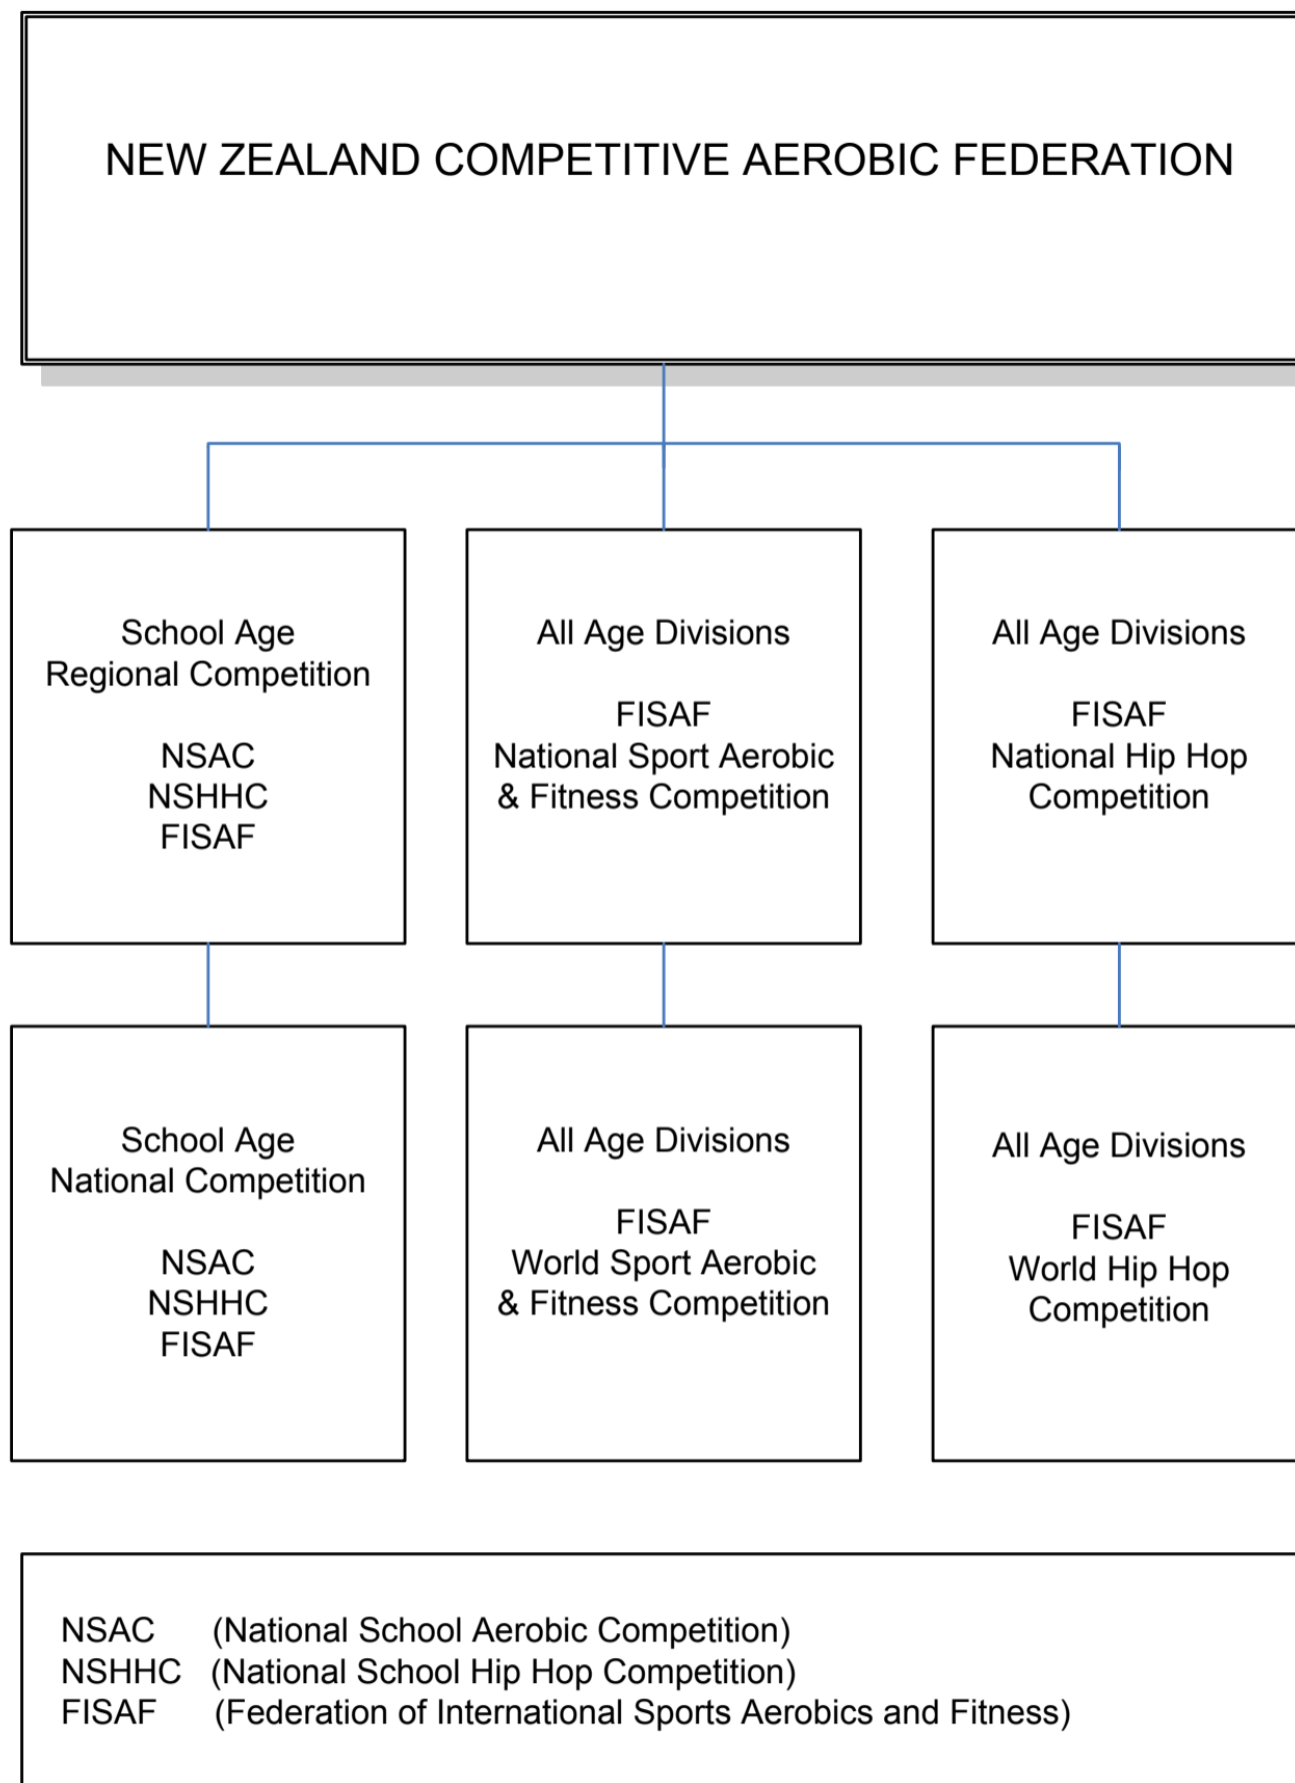 NEW ZEALAND COMPETITIVE AEROBIC FEDERATION
School Age
Regional Competition
NSAC
NSHHC
FISAF
All Age Divisions
FISAF
National Sport Aerobic
& Fitness Competition
All Age Divisions
FISAF
National Hip Hop
Competition
School Age
National Competition
NSAC
NSHHC
FISAF
All Age Divisions
FISAF
World Sport Aerobic
& Fitness Competition
All Age Divisions
FISAF
World Hip Hop
Competition
NSAC (National School Aerobic Competition)
NSHHC (National School Hip Hop Competition)
FISAF (Federation of International Sports Aerobics and Fitness)